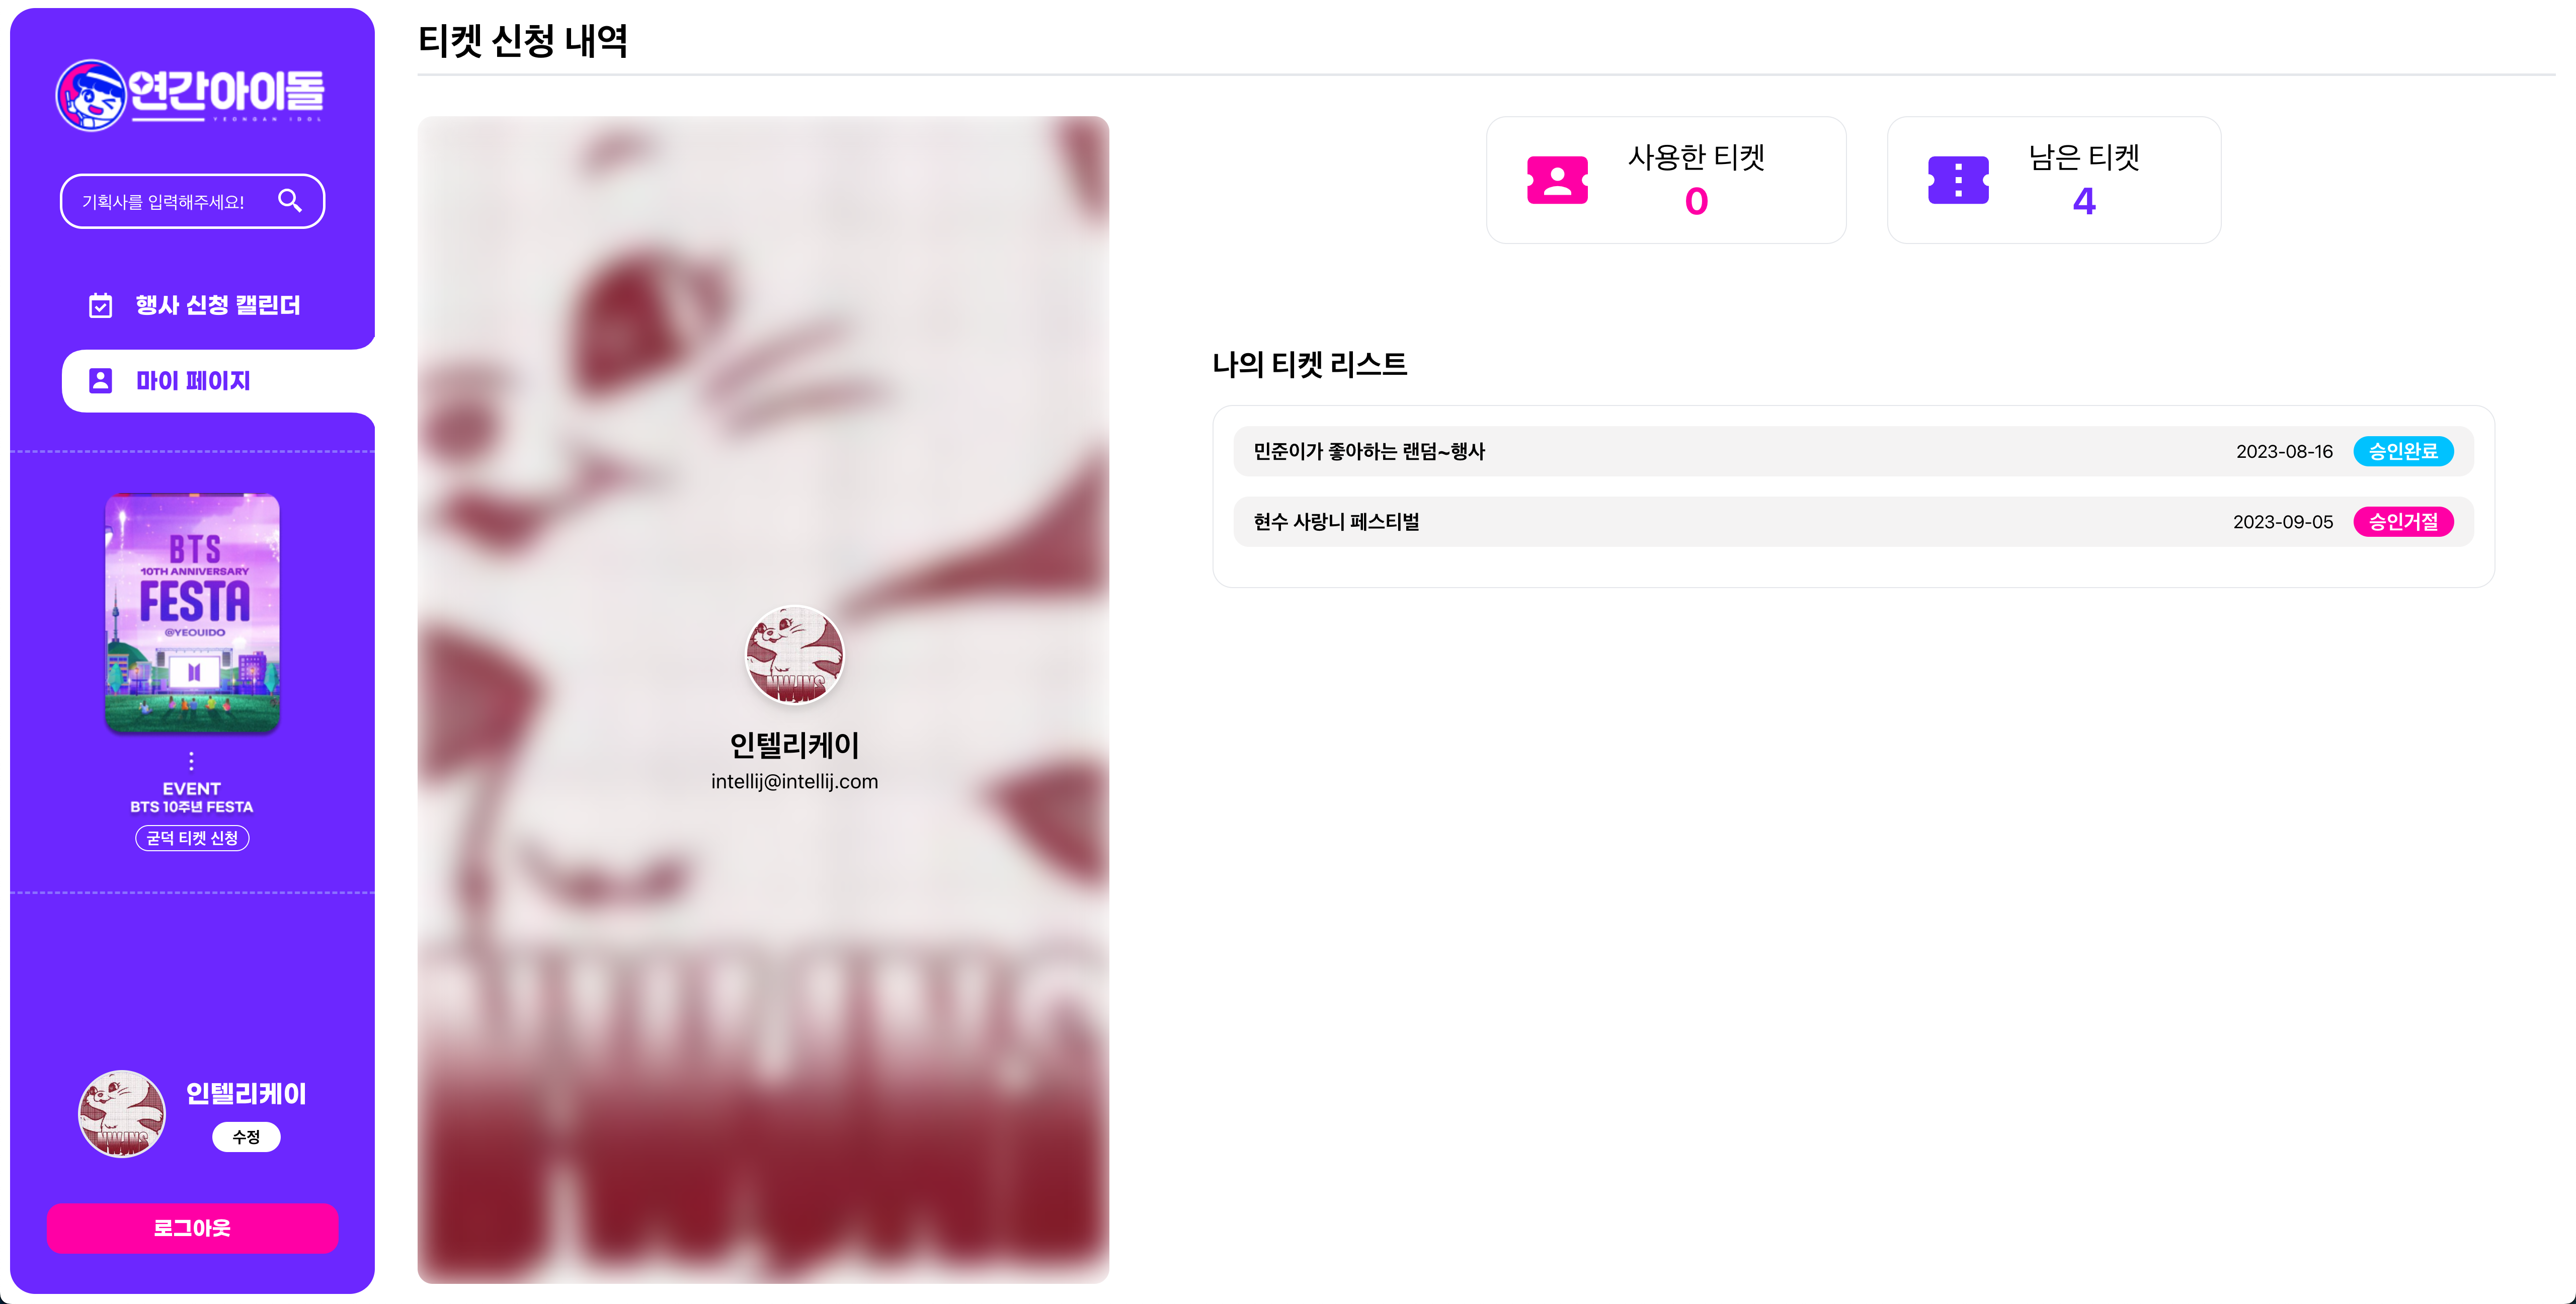 연간아이돌
YEONGAN IDOL
기획사를 입력해주세요!
행사 신청 캘린더
마이 페이지
BTS
10TH ANNIVERSARY
FESTA
@YEOUIDO
EVENT
BTS 10주년 FESTA
굳덕 티켓 신청
인텔리케이
수정
로그아웃
티켓 신청 내역
NWJNS
인텔리케이
intellij@intellij.com
사용한 티켓
0
남은 티켓
4
나의 티켓 리스트
민준이가 좋아하는 랜덤~행사 2023-08-16 승인완료
현수 사랑니 페스티벌 2023-09-05 승인거절